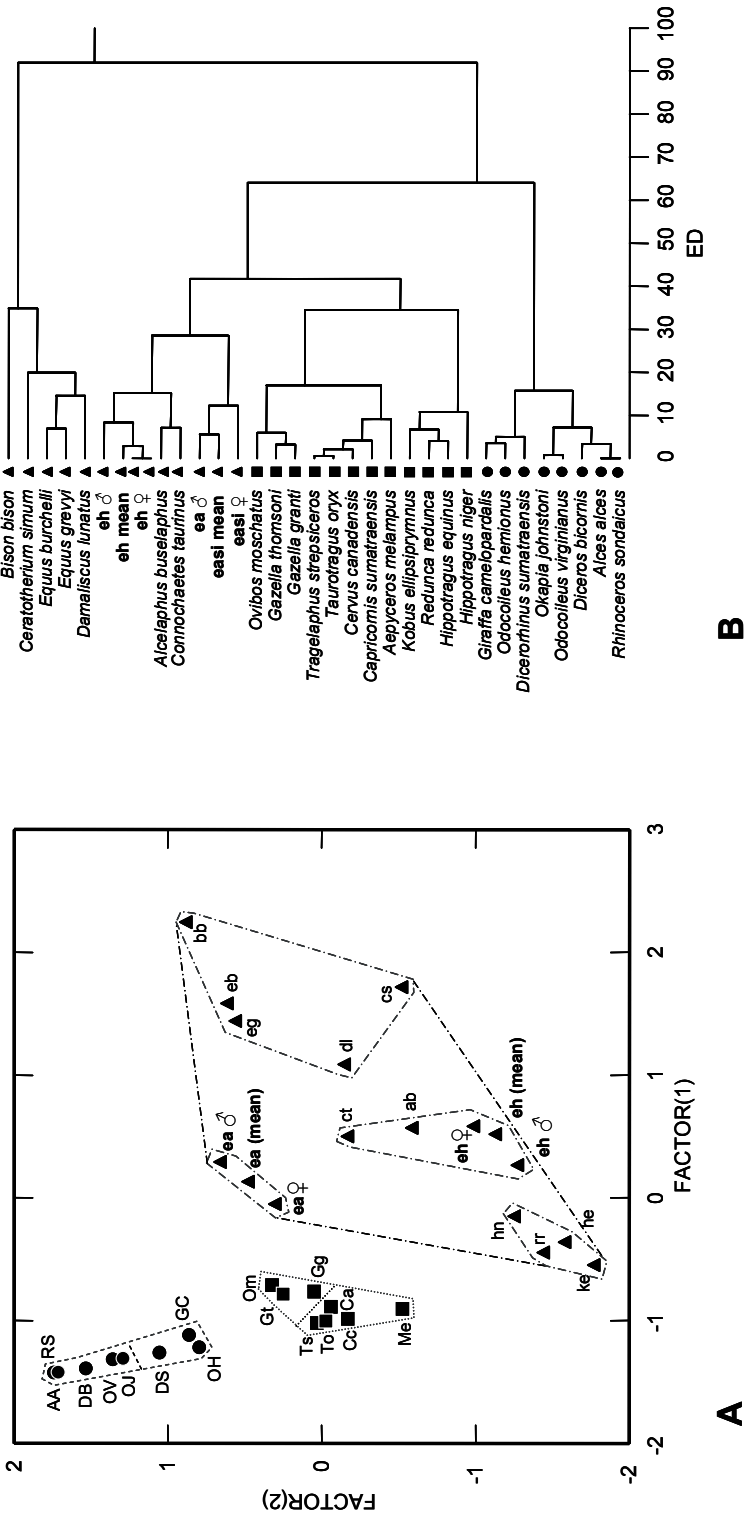 2
1
0
-1
-2
FACTOR(2)
-2
-1
0
1
2
3
FACTOR(1)
AA
RS
DB
OV
OJ
DS
GC
OH
Om
Gt
Gg
Ts
To
Ca
Cc
Me
ea ♂
ea (mean)
ea ♀
bb
eb
eg
cs
dl
ct
ab
eh ♀
eh (mean)
eh ♂
hn
rr
he
ke
A
Bison bison
Ceratotherium simum
Equus burchelli
Equus grevyi
Damaliscus lunatus
eh ♂
eh mean
eh ♀
Alcelaphus buselaphus
Connochaetes taurinus
ea ♂
easi mean
easi ♀
Ovibos moschatus
Gazella thomsoni
Gazella granti
Tragelaphus strepsiceros
Taurotragus oryx
Cervus canadensis
Capricornis sumatraensis
Aepyceros melampus
Kobus ellipsiprymnus
Redunca redunca
Hippotragus equinus
Hippotragus niger
Giraffa camelopardalis
Odocoileus hemionus
Dicerorhinus sumatraensis
Okapia johnstoni
Odocoileus virginianus
Diceros bicornis
Alces alces
Rhinoceros sondaicus
0
10
20
30
40
50
60
70
80
90
100
ED
B